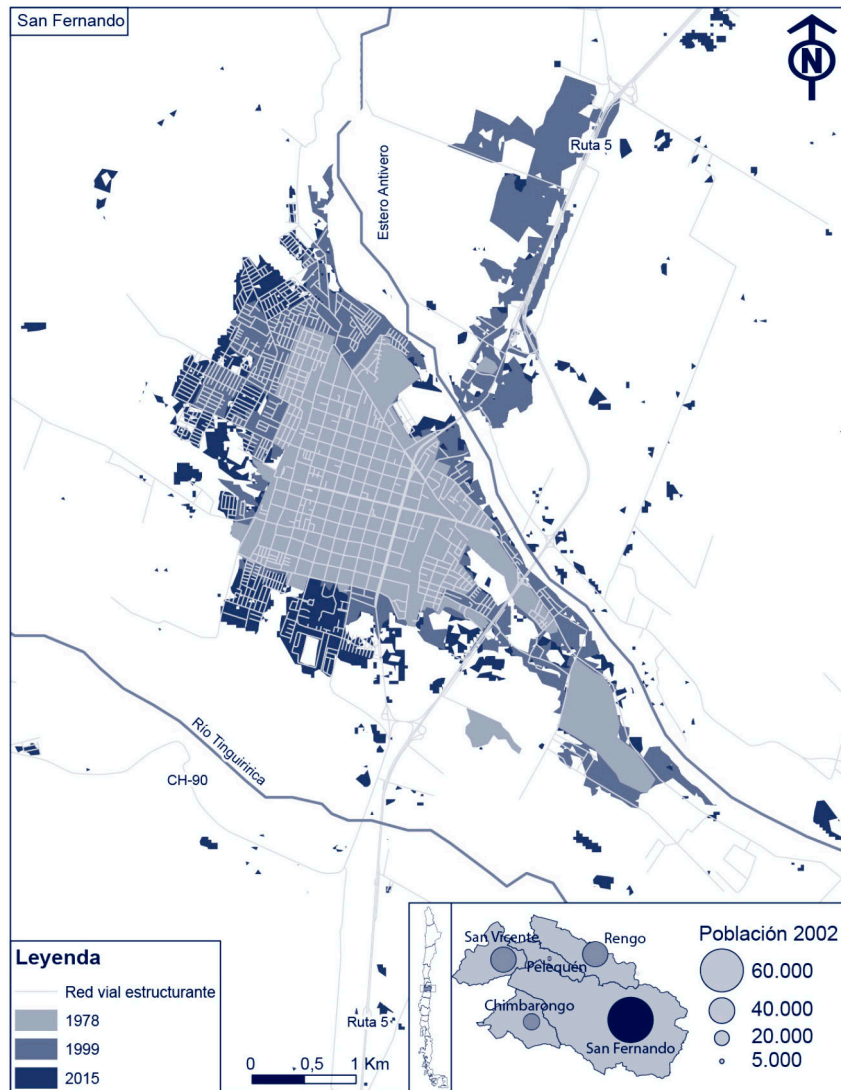 San Fernando
N
Ruta 5
Estero Antivero
Río Tinguiririca
CH-90
Ruta 5
0 0,5 1 Km
Leyenda
Red vial estructurante
1978
1999
2015
San Vicente
Rengo
Pelequén
Chimbarongo
San Fernando
Población 2002
60.000
40.000
20.000
5.000